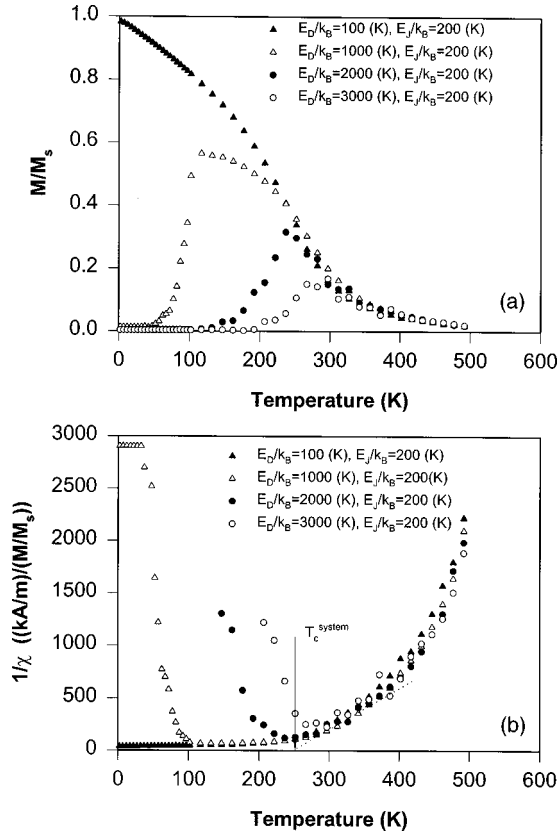 1.0
0.8
0.6
0.4
0.2
0.0
M/Ms
▲ E_D/k_B=100 (K), E_J/k_B=200 (K)
△ E_D/k_B=1000 (K), E_J/k_B=200 (K)
● E_D/k_B=2000 (K), E_J/k_B=200 (K)
○ E_D/k_B=3000 (K), E_J/k_B=200 (K)
(a)
0 100 200 300 400 500 600
Temperature (K)
3000
2500
2000
1500
1000
500
0
1/χ ((kA/m)/(M/Ms))
▲ E_D/k_B=100 (K), E_J/k_B=200 (K)
△ E_D/k_B=1000 (K), E_J/k_B=200(K)
● E_D/k_B=2000 (K), E_J/k_B=200 (K)
○ E_D/k_B=3000 (K), E_J/k_B=200 (K)
T_c^system
(b)
0 100 200 300 400 500 600
Temperature (K)